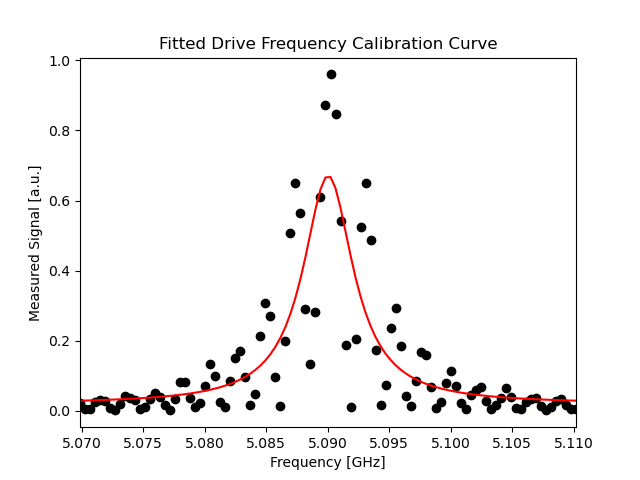 Fitted Drive Frequency Calibration Curve
1.0
0.8
0.6
0.4
0.2
0.0
Measured Signal [a.u.]
5.070 5.075 5.080 5.085 5.090 5.095 5.100 5.105 5.110
Frequency [GHz]